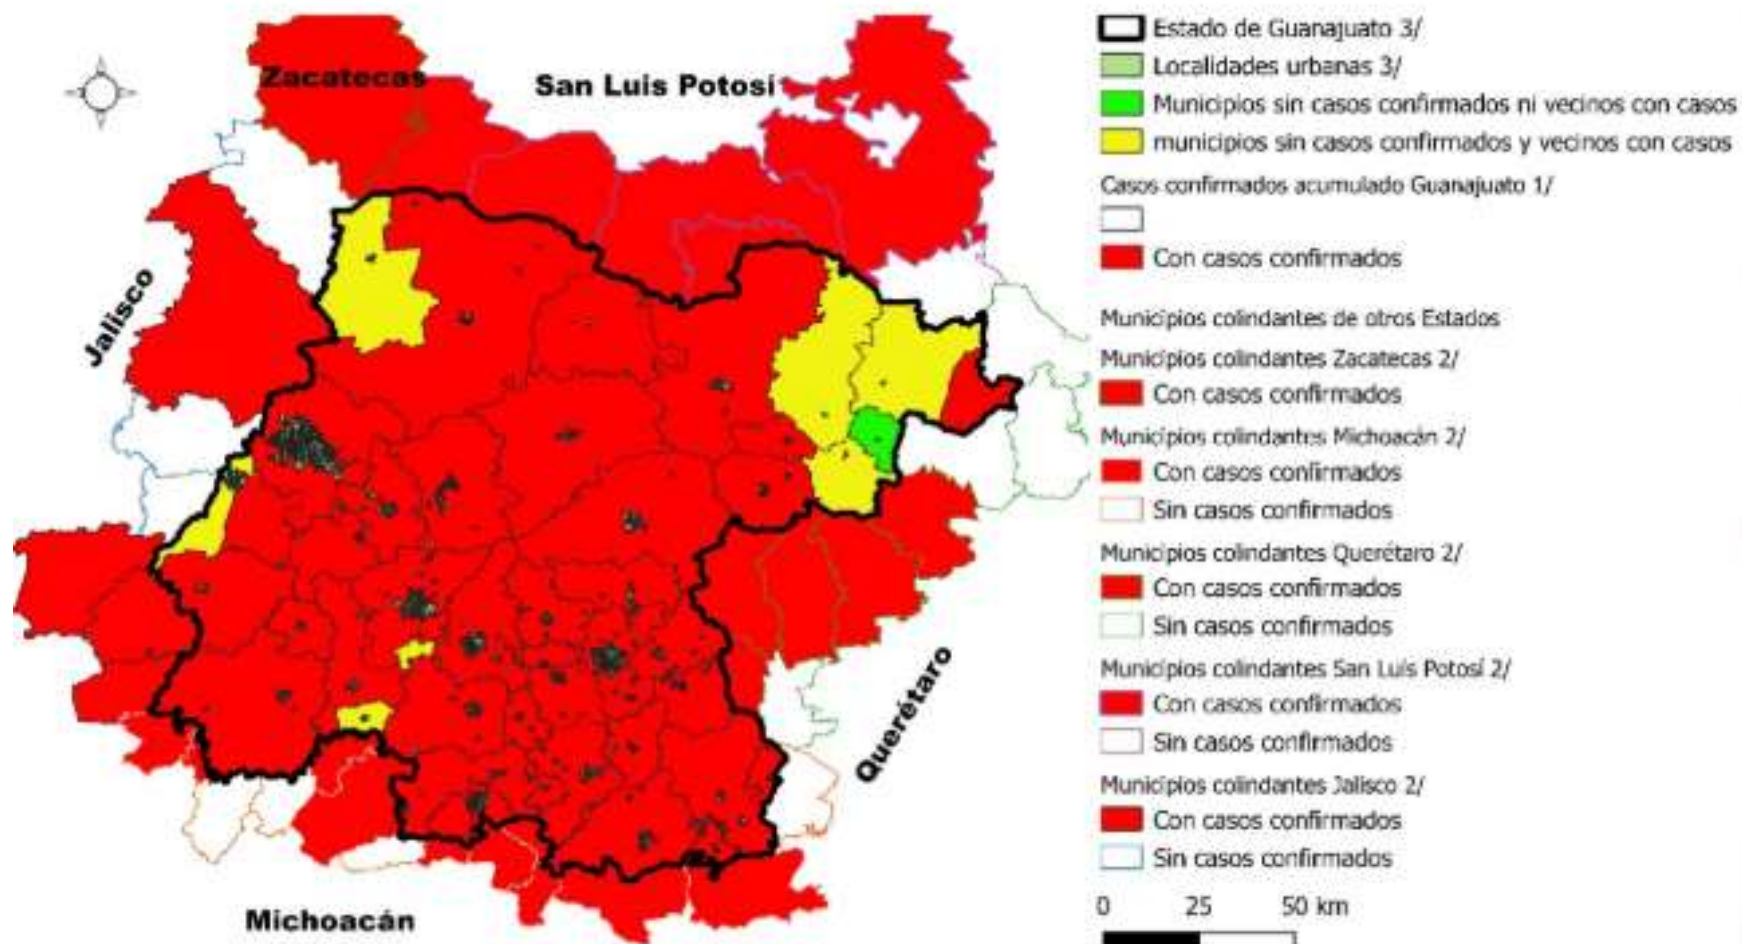 Zacatecas
San Luis Potosí
Jalisco
Querétaro
Michoacán
Estado de Guanajuato 3/
Localidades urbanas 3/
Municipios sin casos confirmados ni vecinos con casos
municipios sin casos confirmados y vecinos con casos
Casos confirmados acumulado Guanajuato 1/
Con casos confirmados
Municipios colindantes de otros Estados
Municipios colindantes Zacatecas 2/
Con casos confirmados
Municipios colindantes Michoacán 2/
Con casos confirmados
Sin casos confirmados
Municipios colindantes Querétaro 2/
Con casos confirmados
Sin casos confirmados
Municipios colindantes San Luis Potosí 2/
Con casos confirmados
Sin casos confirmados
Municipios colindantes Jalisco 2/
Con casos confirmados
Sin casos confirmados
0 25 50 km